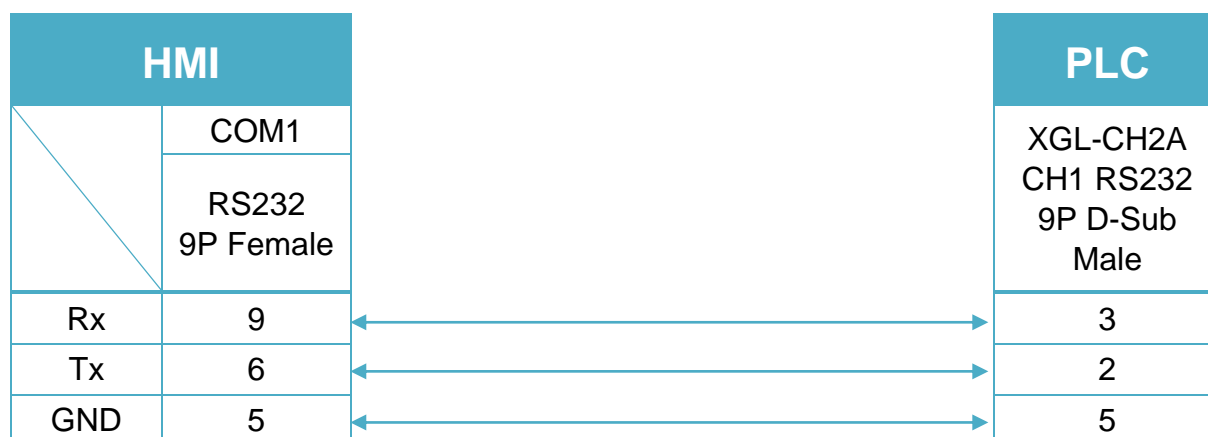 HMI
PLC
COM1
RS232
9P Female
XGL-CH2A
CH1 RS232
9P D-Sub
Male
Rx 9 3
Tx 6 2
GND 5 5